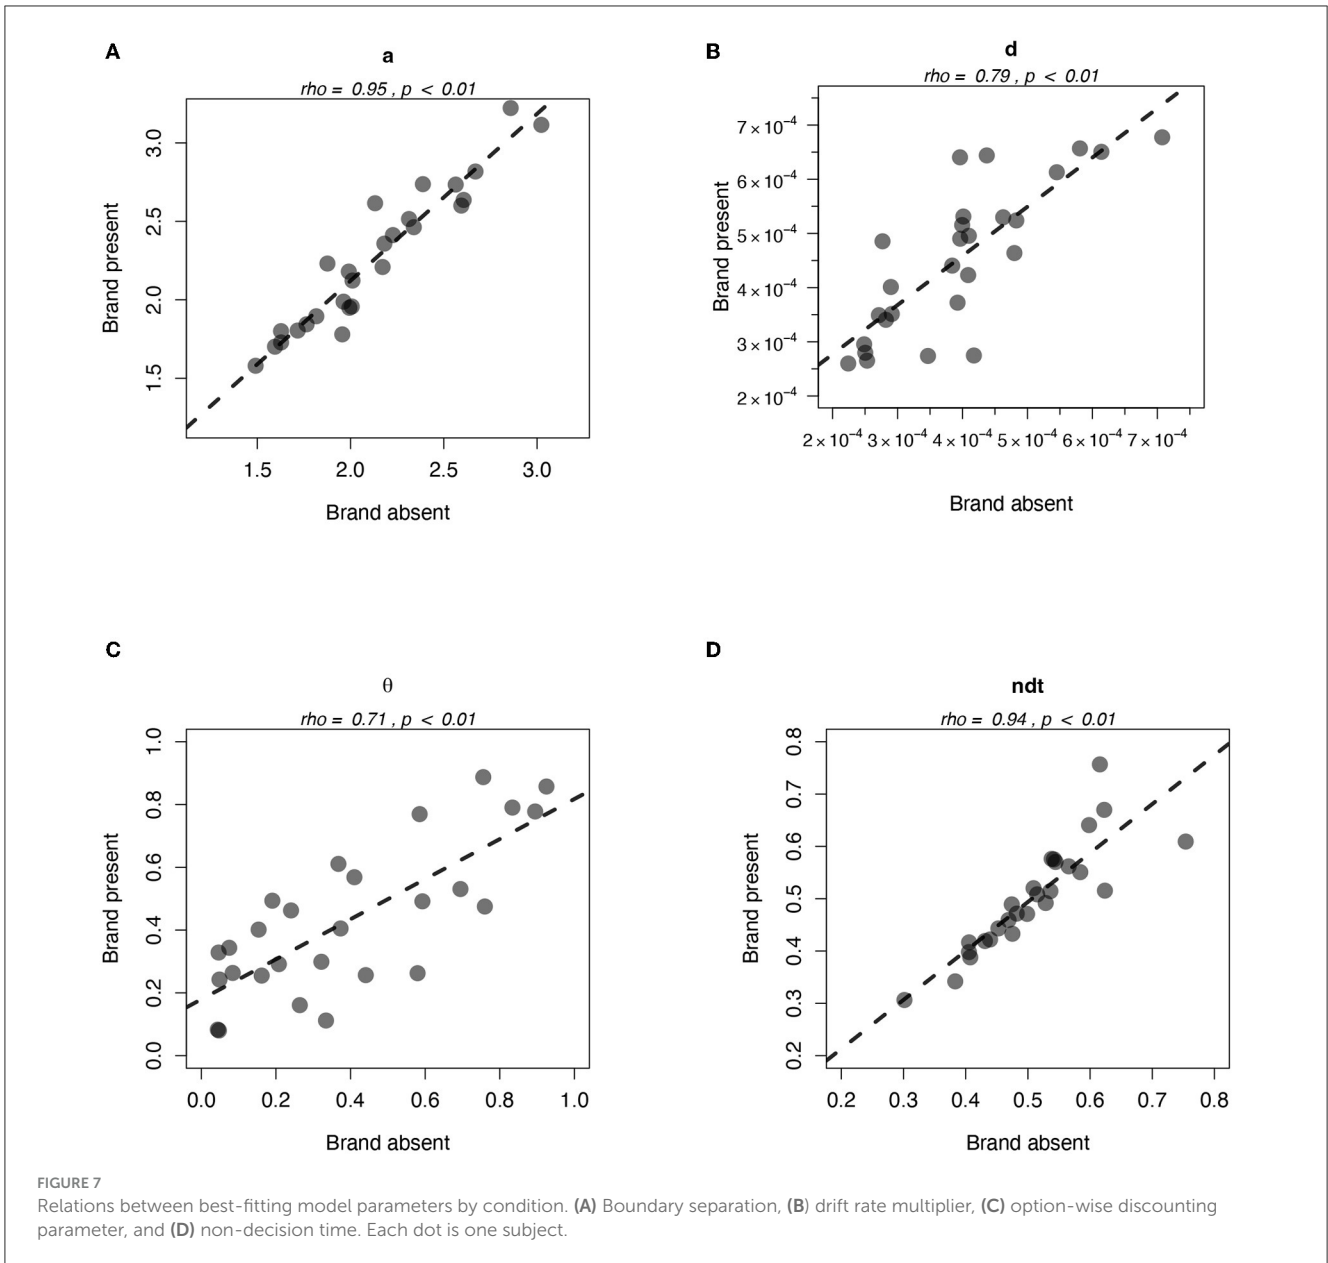 A
a
rho = 0.95 , p < 0.01
Brand present
3.0
2.5
2.0
1.5
1.5 2.0 2.5 3.0
Brand absent
B
d
rho = 0.79 , p < 0.01
Brand present
7 × 10⁻⁴
6 × 10⁻⁴
5 × 10⁻⁴
4 × 10⁻⁴
3 × 10⁻⁴
2 × 10⁻⁴
2 × 10⁻⁴ 3 × 10⁻⁴ 4 × 10⁻⁴ 5 × 10⁻⁴ 6 × 10⁻⁴ 7 × 10⁻⁴
Brand absent
C
θ
rho = 0.71 , p < 0.01
Brand present
1.0
0.8
0.6
0.4
0.2
0.0
0.0 0.2 0.4 0.6 0.8 1.0
Brand absent
D
ndt
rho = 0.94 , p < 0.01
Brand present
0.8
0.7
0.6
0.5
0.4
0.3
0.2
0.2 0.3 0.4 0.5 0.6 0.7 0.8
Brand absent
FIGURE 7
Relations between best-fitting model parameters by condition. (A) Boundary separation, (B) drift rate multiplier, (C) option-wise discounting
parameter, and (D) non-decision time. Each dot is one subject.